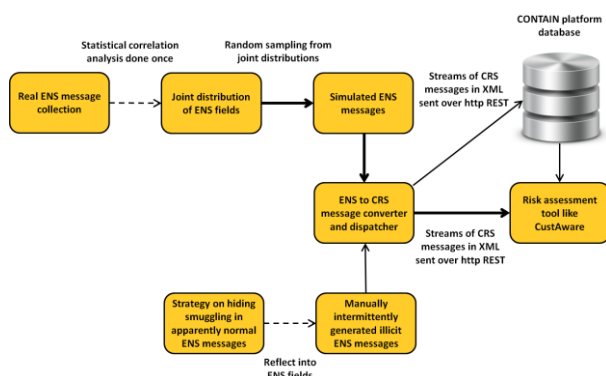 CONTAIN platform
database
Statistical correlation
analysis done once
Random sampling from
joint distributions
Streams of CRS
messages in XML
sent over http REST
Real ENS message
collection
Joint distribution
of ENS fields
Simulated ENS
messages
ENS to CRS
message converter
and dispatcher
Risk assessment
tool like
CustAware
Streams of CRS
messages in XML
sent over http REST
Strategy on hiding
smuggling in
apparently normal
ENS messages
Manually
intermittently
generated illicit
ENS messages
Reflect into
ENS fields